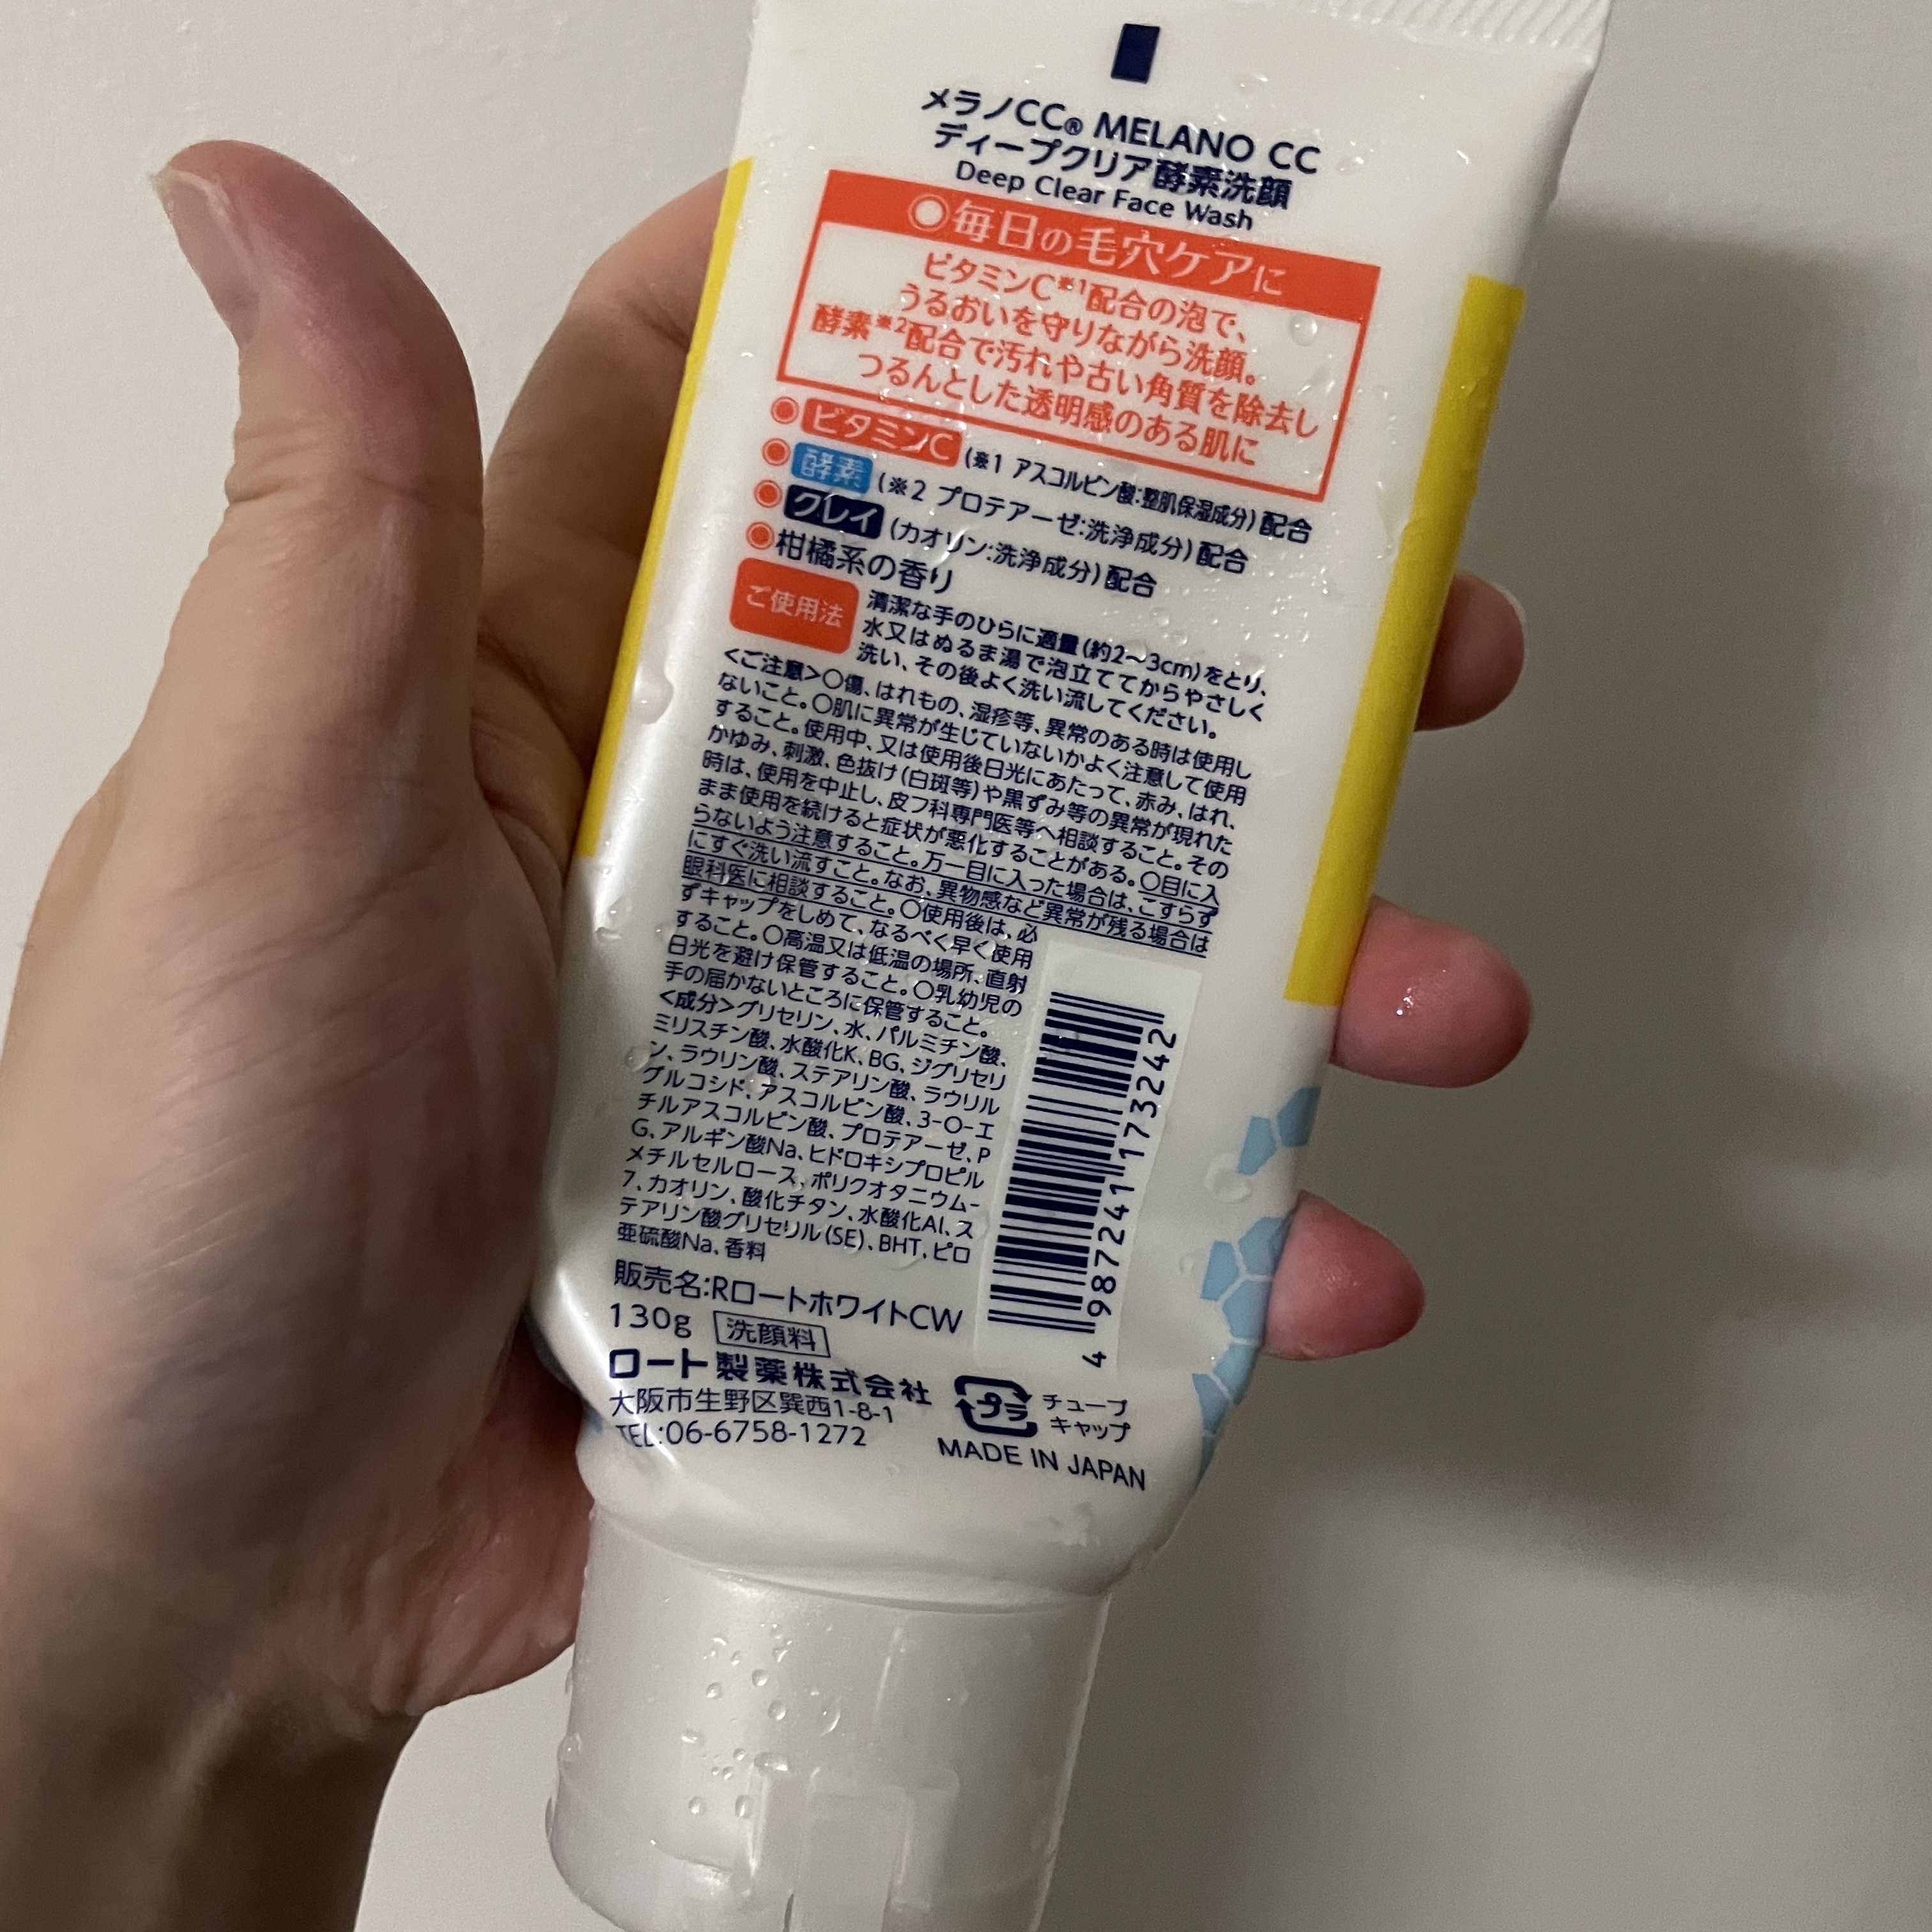 メラノCC® MELANO CC
ディープクリア酵素洗顔
Deep Clear Face Wash
◉毎日の毛穴ケアに
ビタミンC※1配合の泡で、
うるおいを守りながら洗顔。
酵素※2配合で汚れや古い角質を除去し
つるんとした透明感のある肌に
◉ビタミンC(※1 アスコルビン酸:整肌保湿成分)配合
◉酵素(※2 プロテアーゼ:洗浄成分)配合
◉クレイ(カオリン:洗浄成分)配合
◉柑橘系の香り
ご使用法
清潔な手のひらに適量(約2～3cm)をとり、
水又はぬるま湯で泡立ててからやさしく
洗い、その後よく洗い流してください。
<ご注意>○傷、はれもの、湿疹等、異常のある時は使用し
ないこと。○肌に異常が生じていないかよく注意して使用
すること。使用中、又は使用後日光にあたって、赤み、はれ、
かゆみ、刺激、色抜け(白斑等)や黒ずみ等の異常が現れた
時は、使用を中止し、皮フ科専門医等へ相談すること。その
まま使用を続けると症状が悪化することがある。○目に入
らないよう注意すること。万一目に入った場合は、こすらず
にすぐ洗い流すこと。なお、異物感など異常が残る場合は
眼科医に相談すること。○使用後は、必
ずキャップをしめて、なるべく早く使用
すること。○高温又は低温の場所、直射
日光を避け保管すること。○乳幼児の
手の届かないところに保管すること。
<成分>グリセリン、水、パルミチン酸、
ミリスチン酸、水酸化K、BG、ジグリセリ
ン、ラウリン酸、ステアリン酸、ラウリル
グルコシド、アスコルビン酸、3-O-エ
チルアスコルビン酸、プロテアーゼ、P
G、アルギン酸Na、ヒドロキシプロピル
メチルセルロース、ポリクオタニウム-
7、カオリン、酸化チタン、水酸化Al、ス
テアリン酸グリセリル(SE)、BHT、ピロ
亜硫酸Na、香料
4 987241 173242
販売名:RロートホワイトCW
130g 洗顔料
ロート製薬株式会社
大阪市生野区巽西1-8-1
TEL:06-6758-1272
プラ
チューブ
キャップ
MADE IN JAPAN